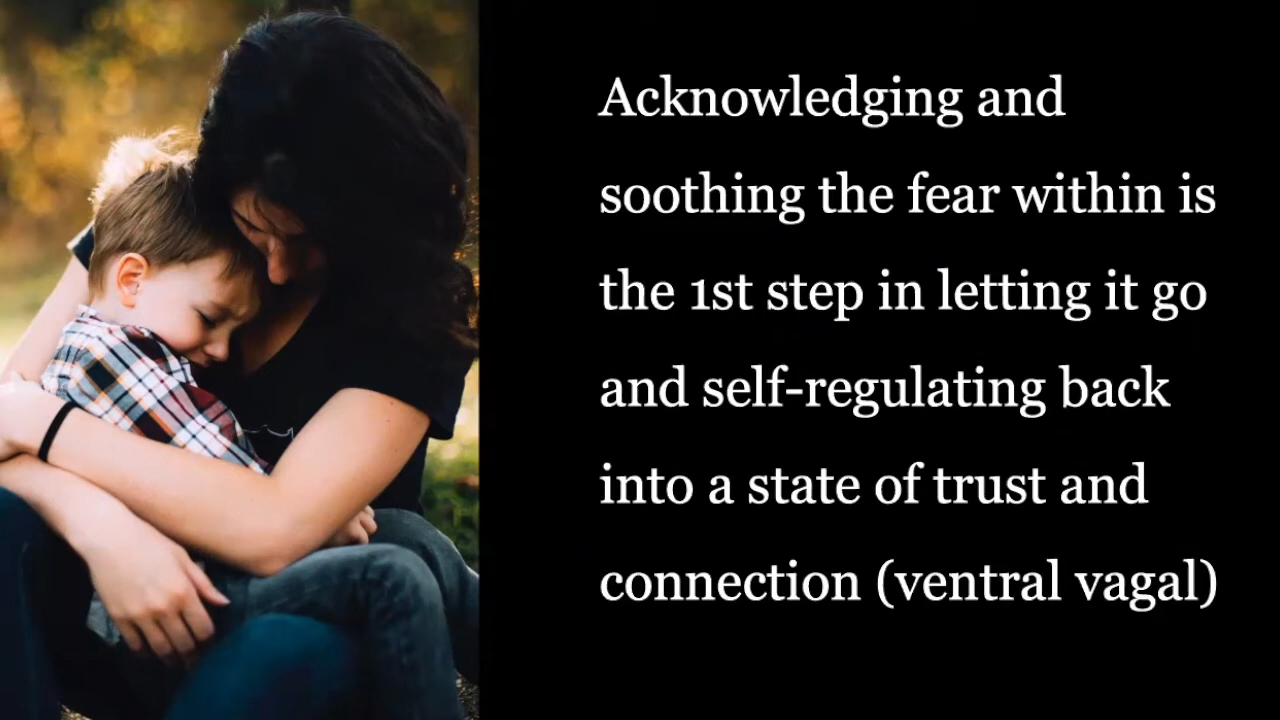 Acknowledging and
soothing the fear within is
the 1st step in letting it go
and self-regulating back
into a state of trust and
connection (ventral vagal)